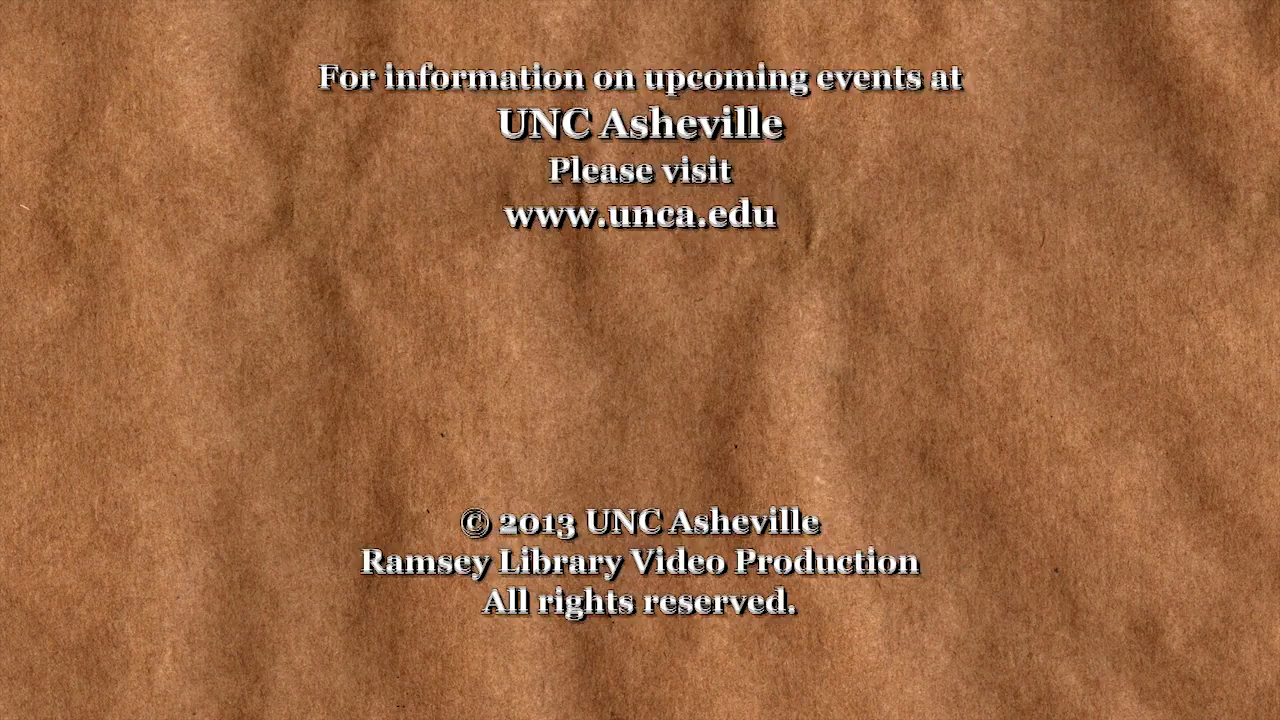 For information on upcoming events at
UNC Asheville
Please visit
www.unca.edu
© 2013 UNC Asheville
Ramsey Library Video Production
All rights reserved.